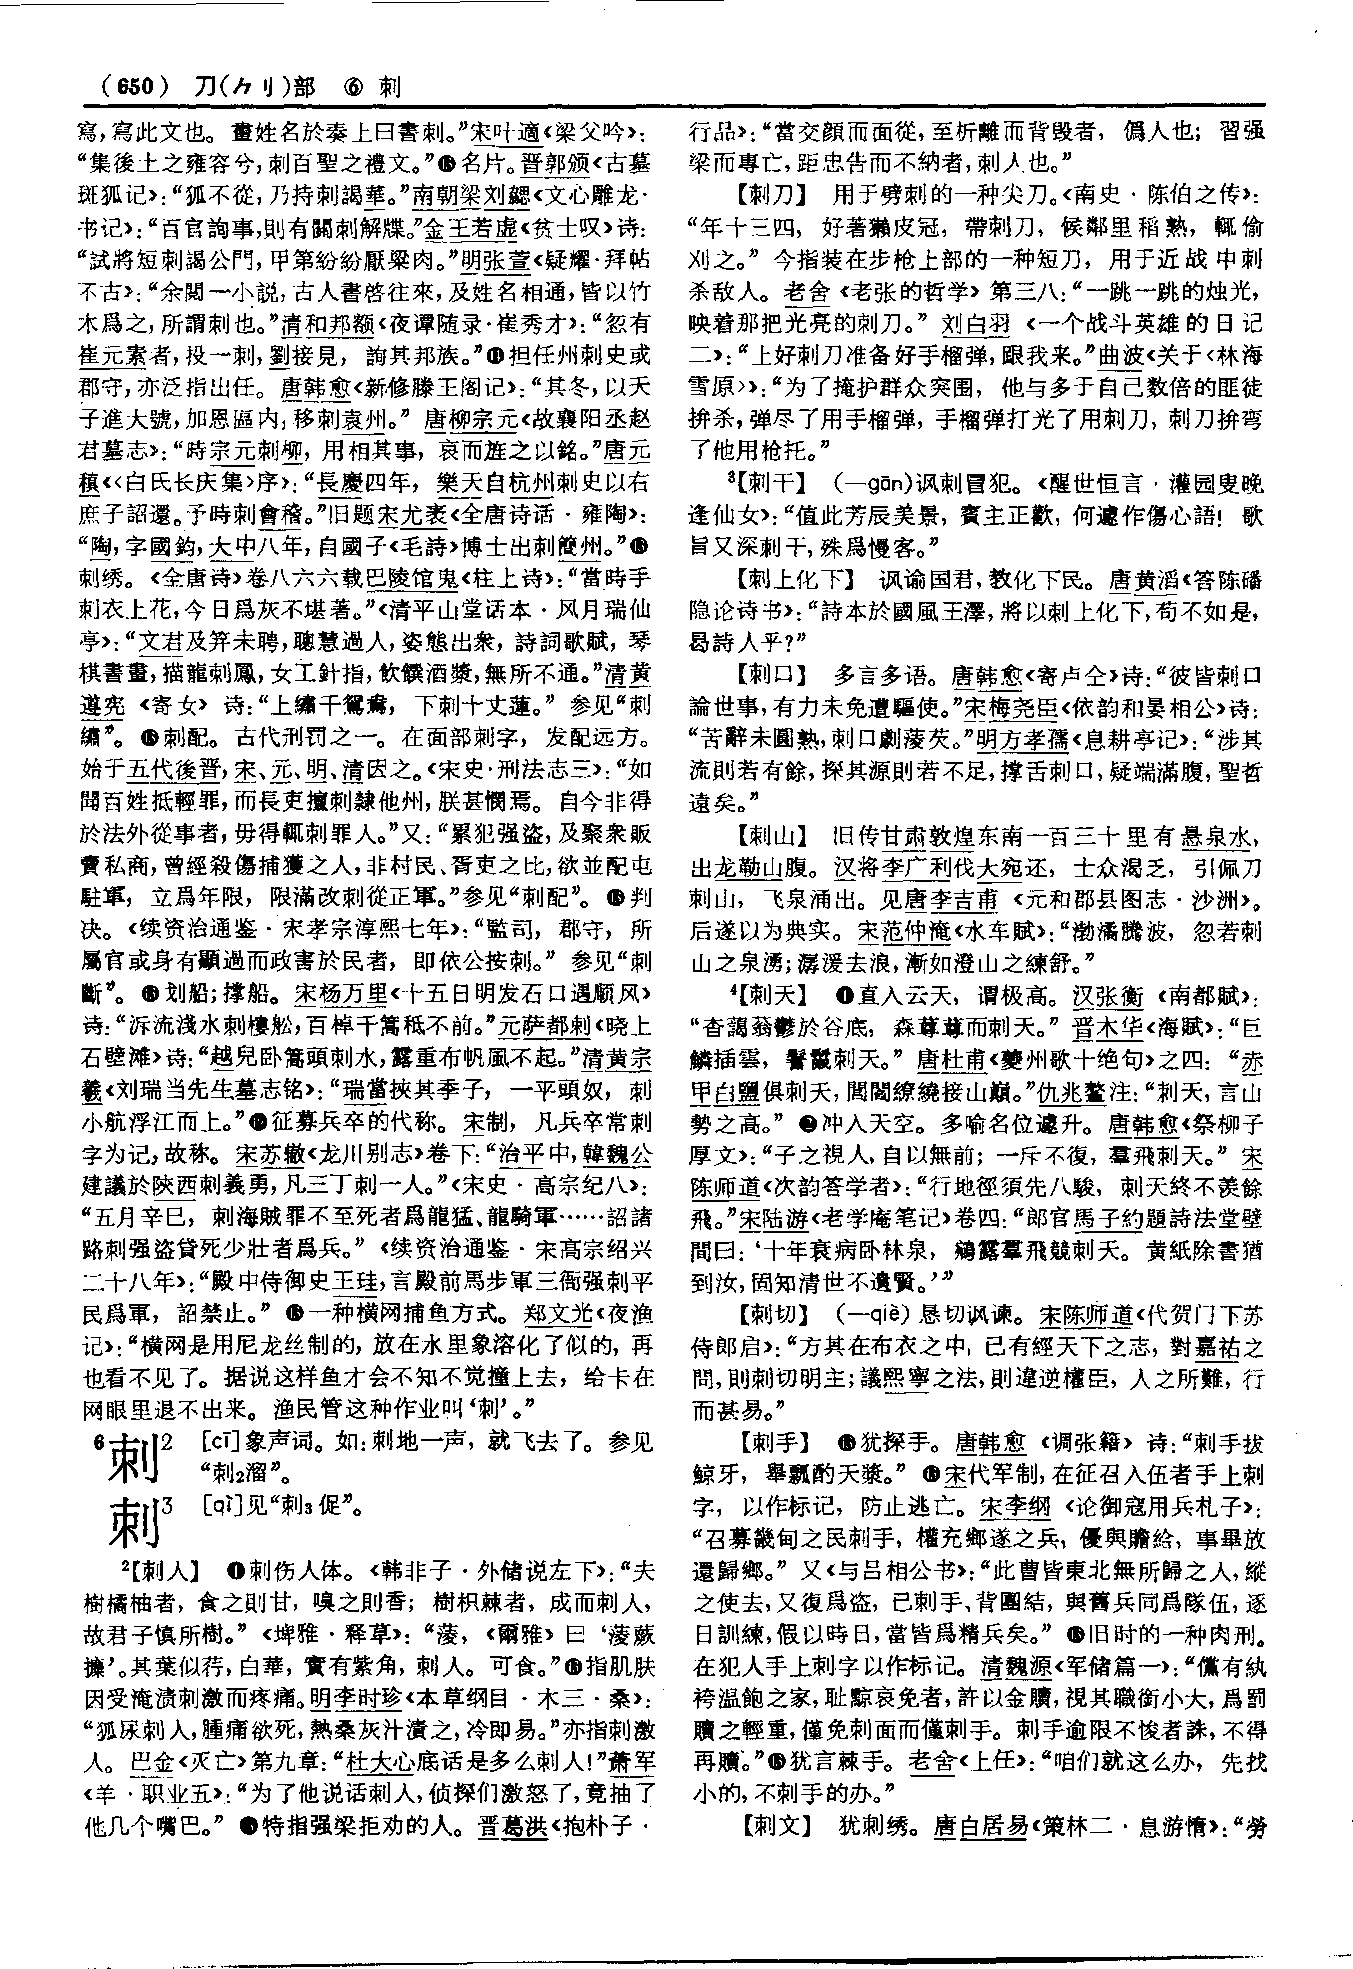 （650） 刀(⺈刂)部 ⑥ 刺
寫，寫此文也。畫姓名於奏上曰書刺。”宋叶適《梁父吟》：
“集後土之雍容兮，刺百聖之禮文。”⓾名片。晋郭颁《古墓
斑狐记》：“狐不從，乃持刺謁華。”南朝梁刘勰《文心雕龙·
书记》：“百官詢事，則有關刺解牒。”金王若虚《贫士叹》诗：
“試將短刺謁公門，甲第紛紛厭粱肉。”明张萱《疑耀·拜帖
不古》：“余閲一小説，古人書啓往來，及姓名相通，皆以竹
木爲之，所謂刺也。”清和邦额《夜谭随录·崔秀才》：“忽有
崔元素者，投一刺，劉接見，詢其邦族。”⓫担任州刺史或
郡守，亦泛指出任。唐韩愈《新修滕王阁记》：“其冬，以天
子進大號，加恩區内，移刺袁州。”唐柳宗元《故襄阳丞赵
君墓志》：“時宗元刺柳，用相其事，哀而旌之以銘。”唐元
稹《〈白氏长庆集〉序》：“長慶四年，樂天自杭州刺史以右
庶子詔還。予時刺會稽。”旧题宋尤袤《全唐诗话·雍陶》：
“陶，字國鈞，大中八年，自國子《毛詩》博士出刺簡州。”⓬
刺绣。《全唐诗》卷八六六载巴陵馆鬼《柱上诗》：“當時手
刺衣上花，今日爲灰不堪著。”《清平山堂话本·风月瑞仙
亭》：“文君及笄未聘，聰慧過人，姿態出衆，詩詞歌賦，琴
棋書畫，描龍刺鳳，女工針指，飲饌酒漿，無所不通。”清黄
遵宪《寄女》诗：“上繡千鴛鴦，下刺十丈蓮。”参见“刺
繡”。⓭刺配。古代刑罚之一。在面部刺字，发配远方。
始于五代後晋，宋、元、明、清因之。《宋史·刑法志三》：“如
聞百姓抵輕罪，而長吏擅刺隸他州，朕甚憫焉。自今非得
於法外從事者，毋得輒刺罪人。”又：“累犯强盗，及聚衆販
賣私商，曾經殺傷捕獲之人，非村民、胥吏之比，欲並配屯
駐軍，立爲年限，限滿改刺從正軍。”参见“刺配”。⓮判
决。《续资治通鉴·宋孝宗淳熙七年》：“監司，郡守，所
屬官或身有顯過而政害於民者，即依公按刺。”参见“刺
斷”。⓯划船；撑船。宋杨万里《十五日明发石口遇顺风》
诗：“泝流淺水刺樓舩，百棹千篙秪不前。”元萨都剌《晓上
石壁滩》诗：“越兒卧篙頭刺水，露重布帆風不起。”清黄宗
羲《刘瑞当先生墓志铭》：“瑞當挾其季子，一平頭奴，刺
小航浮江而上。”⓰征募兵卒的代称。宋制，凡兵卒常刺
字为记，故称。宋苏辙《龙川别志》卷下：“治平中，韓魏公
建議於陝西刺義勇，凡三丁刺一人。”《宋史·高宗纪八》：
“五月辛巳，刺海賊罪不至死者爲龍猛、龍騎軍……詔諸
路刺强盗貸死少壯者爲兵。”《续资治通鉴·宋高宗绍兴
二十八年》：“殿中侍御史王珪，言殿前馬步軍三衙强刺平
民爲軍，詔禁止。”⓱一种横网捕鱼方式。郑文光《夜渔
记》：“横网是用尼龙丝制的，放在水里象溶化了似的，再
也看不见了。据说这样鱼才会不知不觉撞上去，给卡在
网眼里退不出来。渔民管这种作业叫‘刺’。”
6刺2 [cī]象声词。如：刺地一声，就飞去了。参见
“刺₂溜”。
刺3 [qì]见“刺₃促”。
2【刺人】 ❶刺伤人体。《韩非子·外储说左下》：“夫
樹橘柚者，食之則甘，嗅之則香；樹枳棘者，成而刺人，
故君子慎所樹。”《埤雅·释草》：“蔆，《爾雅》曰‘蔆蕨
攈’。其葉似荇，白華，實有紫角，刺人。可食。”❷指肌肤
因受淹渍刺激而疼痛。明李时珍《本草纲目·木三·桑》：
“狐尿刺人，腫痛欲死，熱桑灰汁漬之，冷即易。”亦指刺激
人。巴金《灭亡》第九章：“杜大心底话是多么刺人！”萧军
《羊·职业五》：“为了他说话刺人，侦探们激怒了，竟抽了
他几个嘴巴。”❸特指强梁拒劝的人。晋葛洪《抱朴子·
行品》：“當交顔而面從，至析離而背毁者，僞人也；習强
梁而專亡，距忠告而不納者，刺人也。”
【刺刀】 用于劈刺的一种尖刀。《南史·陈伯之传》：
“年十三四，好著獺皮冠，帶刺刀，候鄰里稻熟，輒偷
刈之。”今指装在步枪上部的一种短刀，用于近战中刺
杀敌人。老舍《老张的哲学》第三八：“一跳一跳的烛光，
映着那把光亮的刺刀。”刘白羽《一个战斗英雄的日记
二》：“上好刺刀准备好手榴弹，跟我来。”曲波《关于〈林海
雪原〉》：“为了掩护群众突围，他与多于自己数倍的匪徒
拚杀，弹尽了用手榴弹，手榴弹打光了用刺刀，刺刀拚弯
了他用枪托。”
3【刺干】 （—gān）讽刺冒犯。《醒世恒言·灌园叟晚
逢仙女》：“值此芳辰美景，賓主正歡，何遽作傷心語！歌
旨又深刺干，殊爲慢客。”
【刺上化下】 讽谕国君，教化下民。唐黄滔《答陈磻
隐论诗书》：“詩本於國風王澤，將以刺上化下，苟不如是，
曷詩人乎？”
【刺口】 多言多语。唐韩愈《寄卢仝》诗：“彼皆刺口
論世事，有力未免遭驅使。”宋梅尧臣《依韵和晏相公》诗：
“苦辭未圓熟，刺口劇菱芡。”明方孝孺《息耕亭记》：“涉其
流則若有餘，探其源則若不足，撑舌刺口，疑端滿腹，聖哲
遠矣。”
【刺山】 旧传甘肃敦煌东南一百三十里有悬泉水，
出龙勒山腹。汉将李广利伐大宛还，士众渴乏，引佩刀
刺山，飞泉涌出。见唐李吉甫《元和郡县图志·沙洲》。
后遂以为典实。宋范仲淹《水车赋》：“渤潏騰波，忽若刺
山之泉湧；潺湲去浪，漸如澄山之練舒。”
4【刺天】 ❶直入云天，谓极高。汉张衡《南都賦》：
“杳藹蓊鬱於谷底，森蓴蓴而刺天。”晋木华《海賦》：“巨
鱗插雲，鬐鬣刺天。”唐杜甫《夔州歌十绝句》之四：“赤
甲白鹽俱刺天，閭閻繚繞接山巔。”仇兆鳌注：“刺天，言山
勢之高。”❷冲入天空。多喻名位遽升。唐韩愈《祭柳子
厚文》：“子之視人，自以無前；一斥不復，羣飛刺天。”宋
陈师道《次韵答学者》：“行地徑須先八駿，刺天終不羨餘
飛。”宋陆游《老学庵笔记》卷四：“郎官馬子約題詩法堂壁
間曰：‘十年衰病卧林泉，鵷鷺羣飛競刺天。黄紙除書猶
到汝，固知清世不遺賢。’”
【刺切】 （—qiè）恳切讽谏。宋陈师道《代贺门下苏
侍郎启》：“方其在布衣之中，已有經天下之志，對嘉祐之
問，則刺切明主；議熙寧之法，則違逆權臣，人之所難，行
而甚易。”
【刺手】 ❶犹探手。唐韩愈《调张籍》诗：“刺手拔
鲸牙，舉瓢酌天漿。”❷宋代军制，在征召入伍者手上刺
字，以作标记，防止逃亡。宋李纲《论御寇用兵札子》：
“召募畿甸之民刺手，權充鄉遂之兵，優與贍給，事畢放
還歸鄉。”又《与吕相公书》：“此曹皆東北無所歸之人，縱
之使去，又復爲盗，已刺手、背團結，與舊兵同爲隊伍，逐
日訓練，假以時日，當皆爲精兵矣。”❸旧时的一种肉刑。
在犯人手上刺字以作标记。清魏源《军储篇一》：“儻有紈
袴温飽之家，耻黥哀免者，許以金贖，視其職銜小大，爲罰
贖之輕重，僅免刺面而僅刺手。刺手逾限不悛者誅，不得
再贖。”❹犹言棘手。老舍《上任》：“咱们就这么办，先找
小的，不刺手的办。”
【刺文】 犹刺绣。唐白居易《策林二·息游惰》：“勞